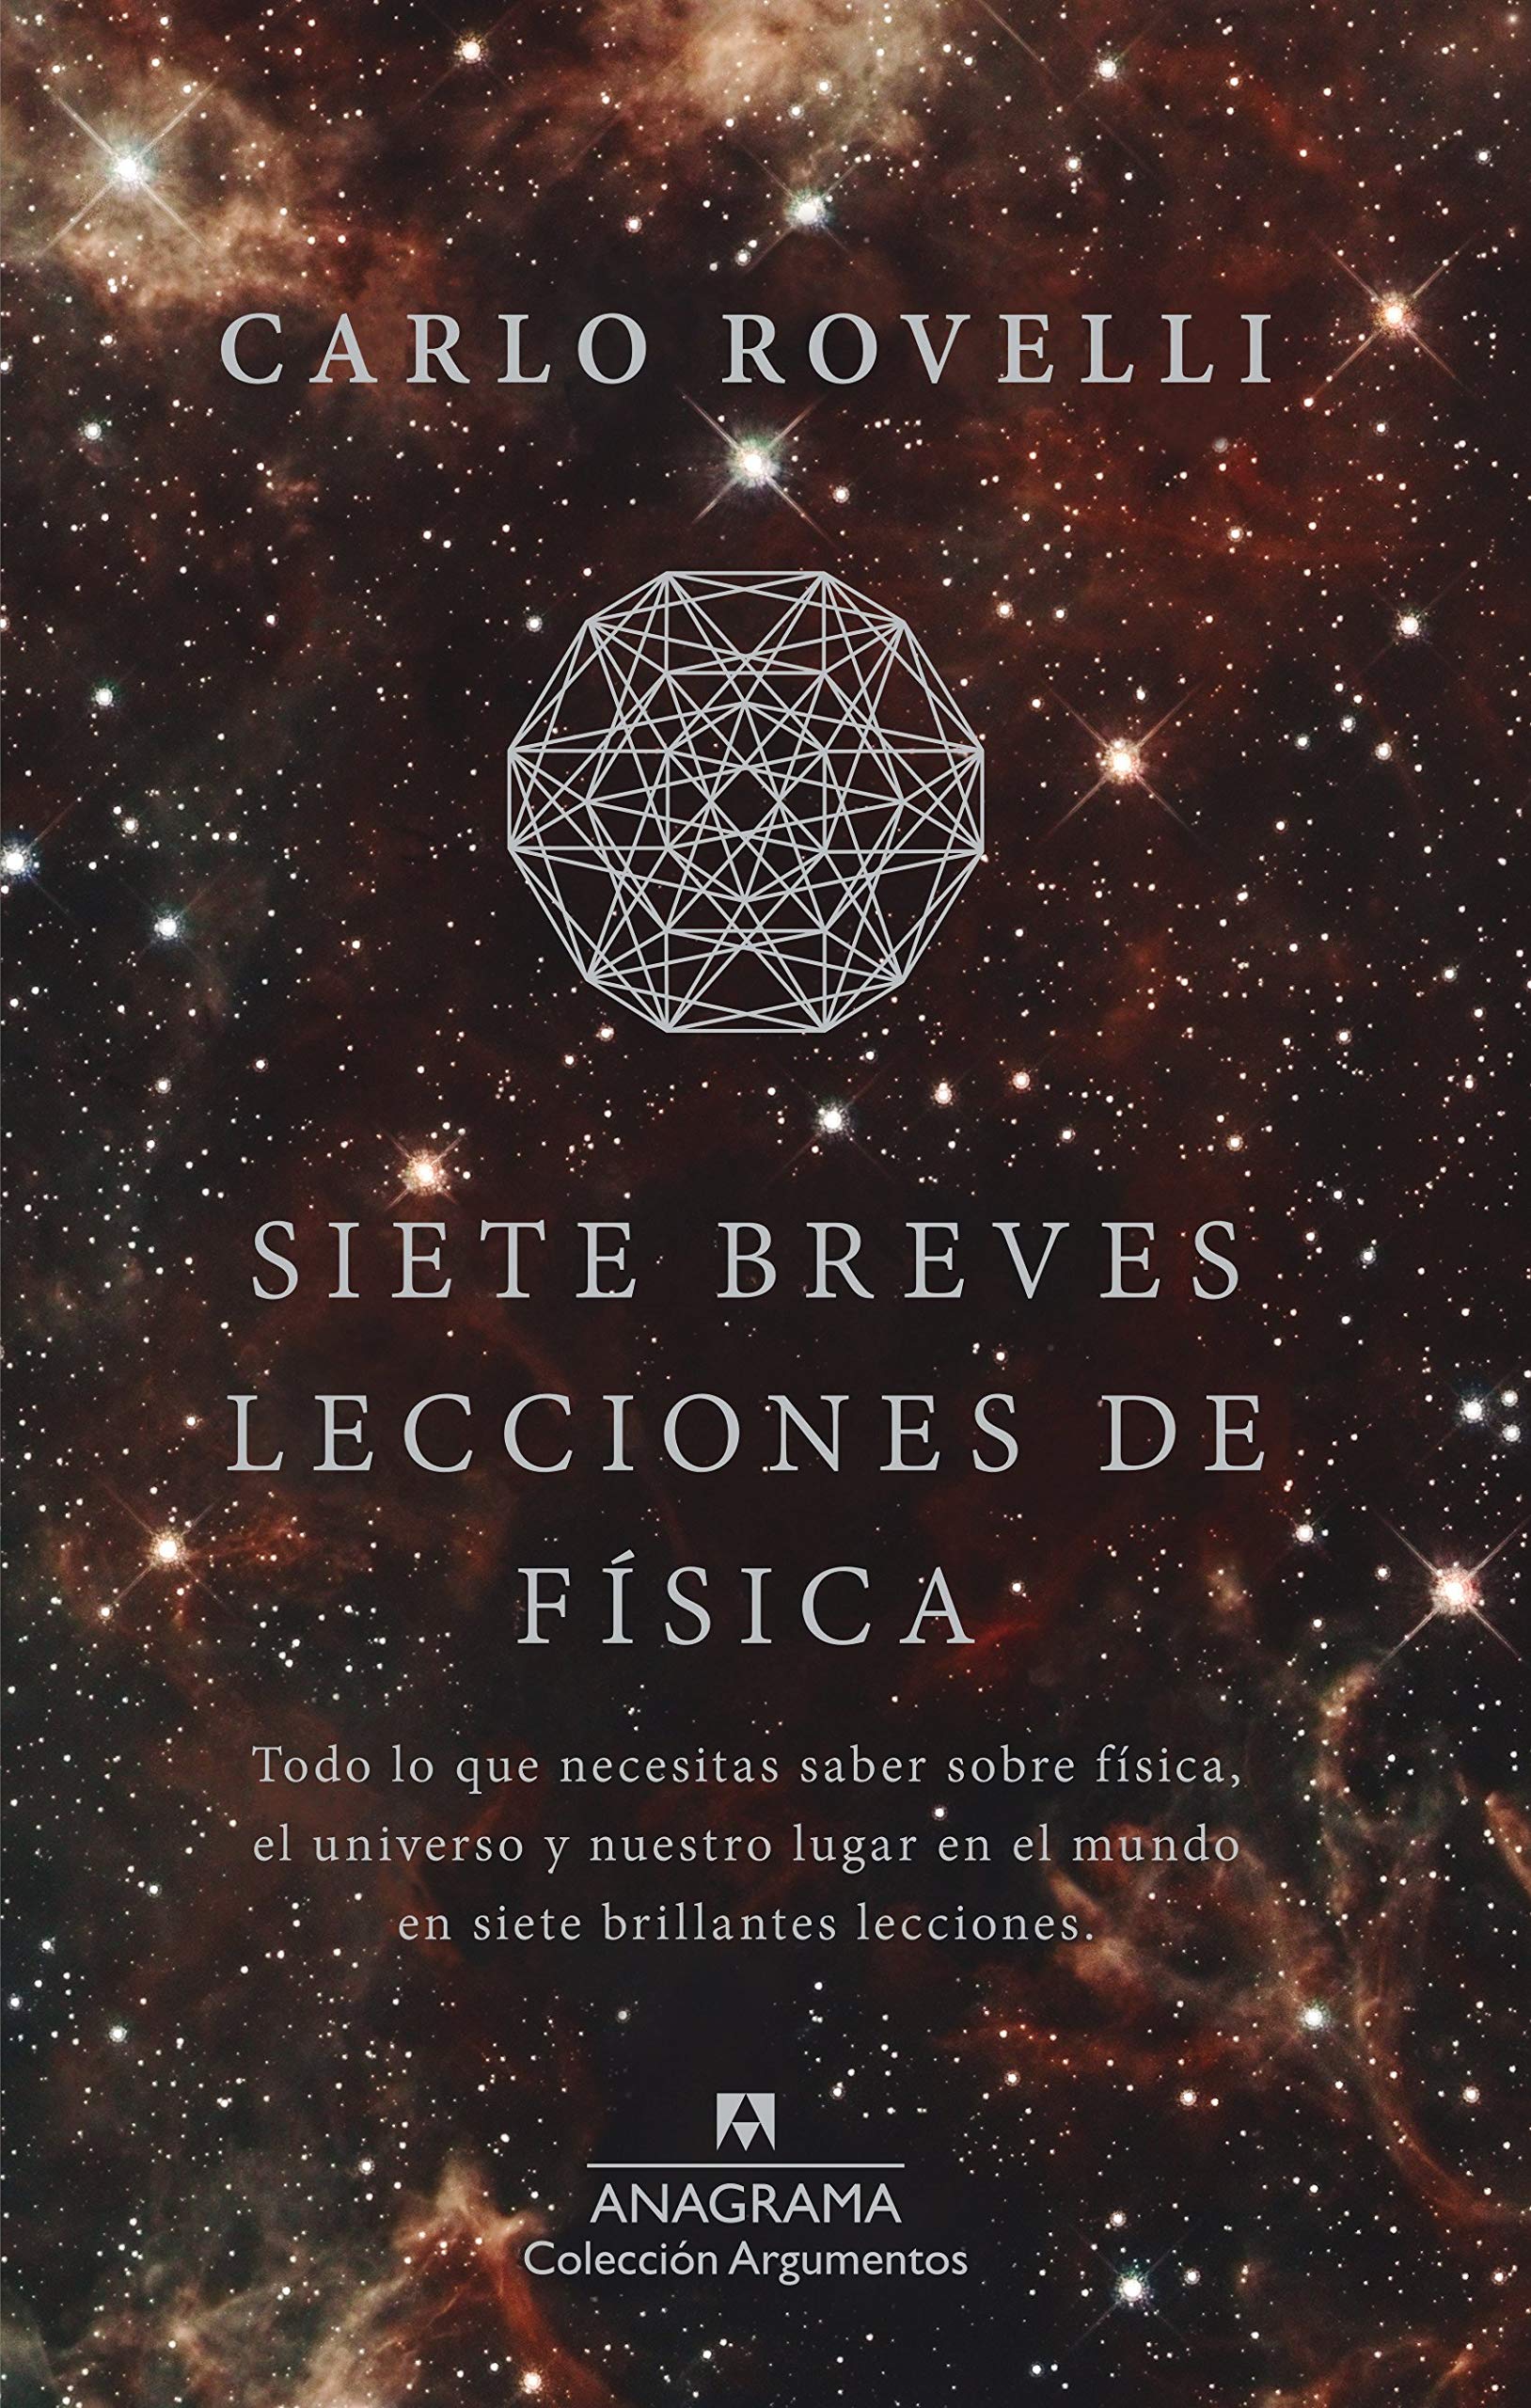 CARLO ROVELLI
SIETE BREVES
LECCIONES DE
FÍSICA
Todo lo que necesitas saber sobre física,
el universo y nuestro lugar en el mundo
en siete brillantes lecciones.
ANAGRAMA
Colección Argumentos